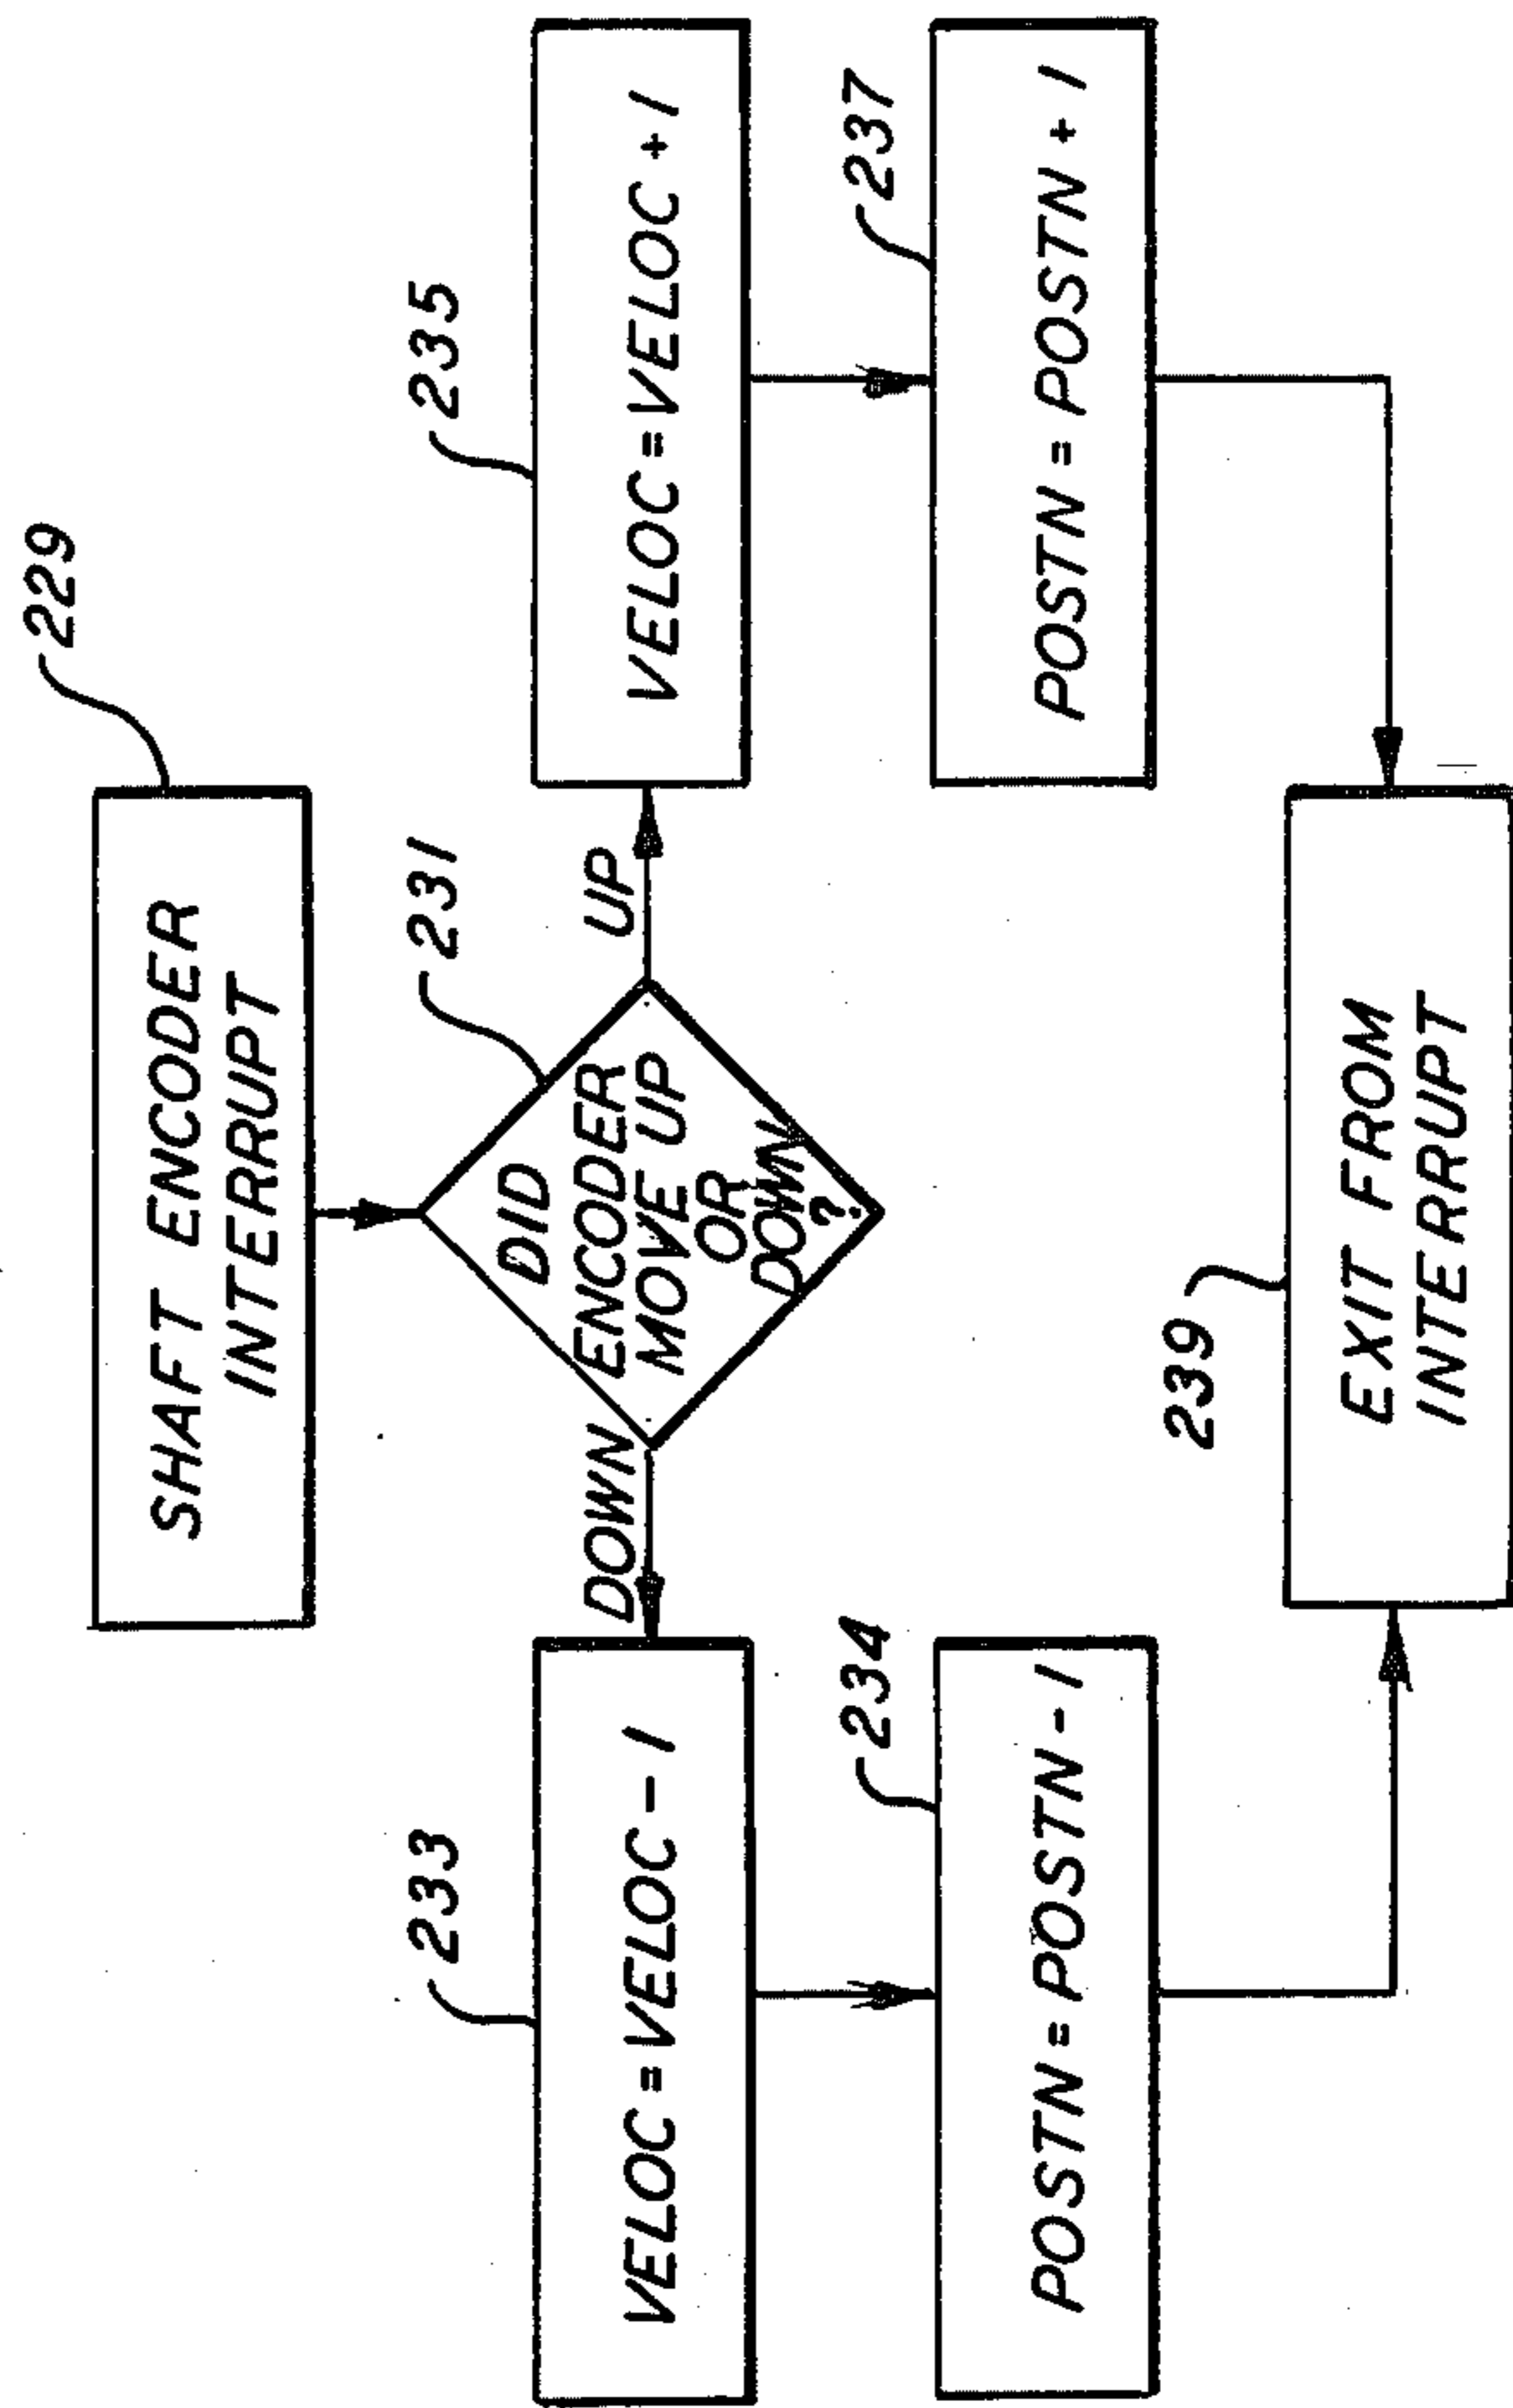 229
SHAFT ENCODER
INTERRUPT
231
DID
ENCODER
MOVE UP
OR
DOWN
?
DOWN
UP
233
VELOC = VELOC - 1
235
VELOC = VELOC + 1
234
POSTN = POSTN - 1
237
POSTN = POSTN + 1
239
EXIT FROM
INTERRUPT